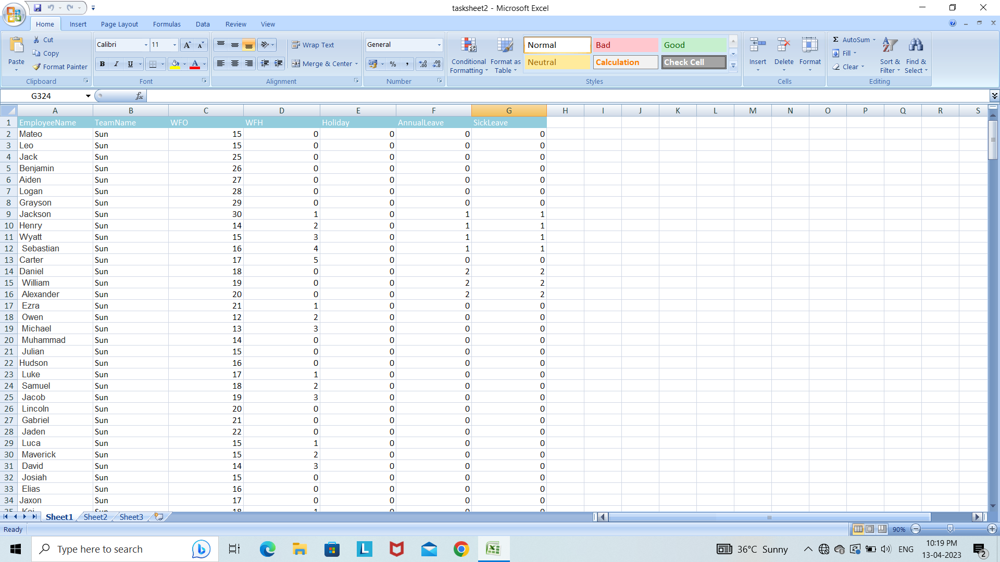 tasksheet2 - Microsoft Excel
Home Insert Page Layout Formulas Data Review View
Paste
Cut
Copy
Format Painter
Clipboard
Calibri 11
B I U
Font
Wrap Text
Merge & Center
Alignment
General
% ,
Number
Conditional Formatting
Format as Table
Normal Bad Good
Neutral Calculation Check Cell
Styles
Insert Delete Format
Cells
Σ AutoSum
Fill
Clear
Sort & Filter
Find & Select
Editing
G324 fx
A B C D E F G H I J K L M N O P Q R S
1 EmployeeName TeamName WFO WFH Holiday AnnualLeave SickLeave
2 Mateo Sun 15 0 0 0 0
3 Leo Sun 15 0 0 0 0
4 Jack Sun 25 0 0 0 0
5 Benjamin Sun 26 0 0 0 0
6 Aiden Sun 27 0 0 0 0
7 Logan Sun 28 0 0 0 0
8 Grayson Sun 29 0 0 0 0
9 Jackson Sun 30 1 0 1 1
10 Henry Sun 14 2 0 1 1
11 Wyatt Sun 15 3 0 1 1
12 Sebastian Sun 16 4 0 1 1
13 Carter Sun 17 5 0 0 0
14 Daniel Sun 18 0 0 2 2
15 William Sun 19 0 0 2 2
16 Alexander Sun 20 0 0 2 2
17 Ezra Sun 21 1 0 0 0
18 Owen Sun 12 2 0 0 0
19 Michael Sun 13 3 0 0 0
20 Muhammad Sun 14 0 0 0 0
21 Julian Sun 15 0 0 0 0
22 Hudson Sun 16 0 0 0 0
23 Luke Sun 17 1 0 0 0
24 Samuel Sun 18 2 0 0 0
25 Jacob Sun 19 3 0 0 0
26 Lincoln Sun 20 0 0 0 0
27 Gabriel Sun 21 0 0 0 0
28 Jaden Sun 22 0 0 0 0
29 Luca Sun 15 1 0 0 0
30 Maverick Sun 15 2 0 0 0
31 David Sun 14 3 0 0 0
32 Josiah Sun 15 0 0 0 0
33 Elias Sun 16 0 0 0 0
34 Jaxon Sun 17 0 0 0 0
35 Kai Sun 18 1 0 0 0
Sheet1 Sheet2 Sheet3
Ready 90%
Type here to search
36°C Sunny
ENG
10:19 PM
13-04-2023
2